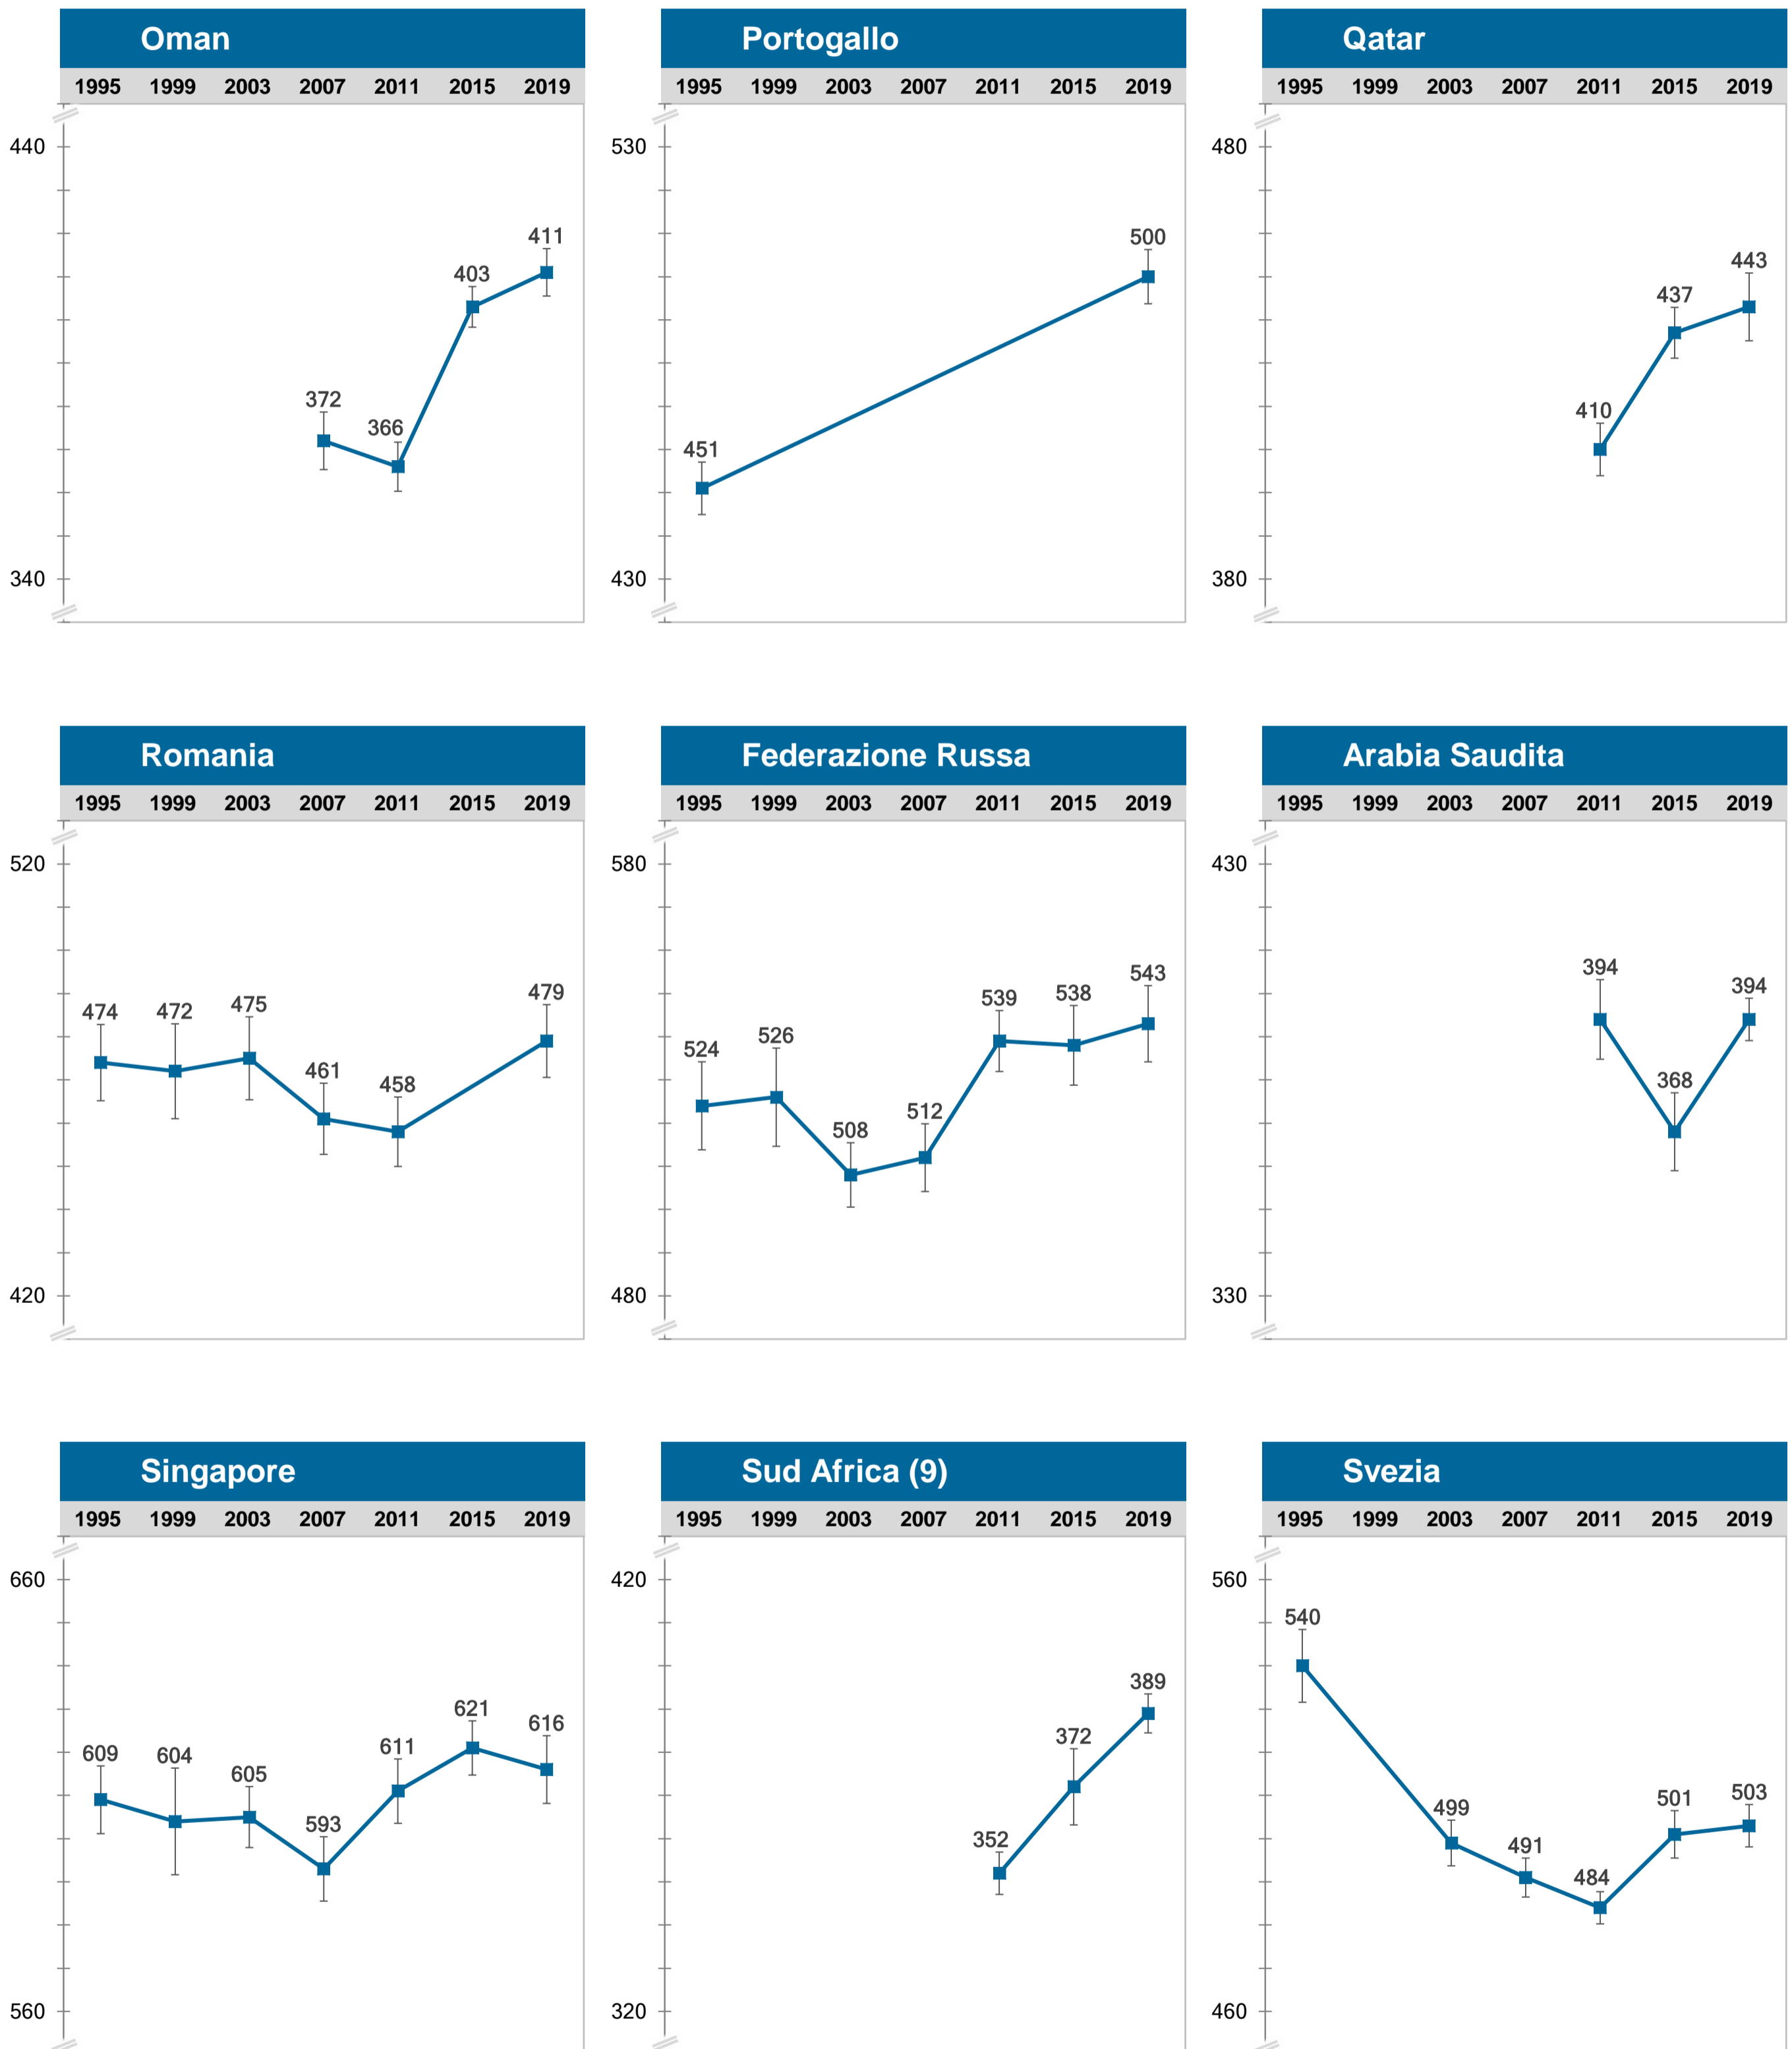 Oman
1995 1999 2003 2007 2011 2015 2019
440
411
403
372
366
340
Portogallo
1995 1999 2003 2007 2011 2015 2019
530
500
451
430
Qatar
1995 1999 2003 2007 2011 2015 2019
480
443
437
410
380
Romania
1995 1999 2003 2007 2011 2015 2019
520
474 472 475 461 458 479
420
Federazione Russa
1995 1999 2003 2007 2011 2015 2019
580
524 526 508 512 539 538 543
480
Arabia Saudita
1995 1999 2003 2007 2011 2015 2019
430
394 368 394
330
Singapore
1995 1999 2003 2007 2011 2015 2019
660
609 604 605 593 611 621 616
560
Sud Africa (9)
1995 1999 2003 2007 2011 2015 2019
420
352 372 389
320
Svezia
1995 1999 2003 2007 2011 2015 2019
560
540 499 491 484 501 503
460